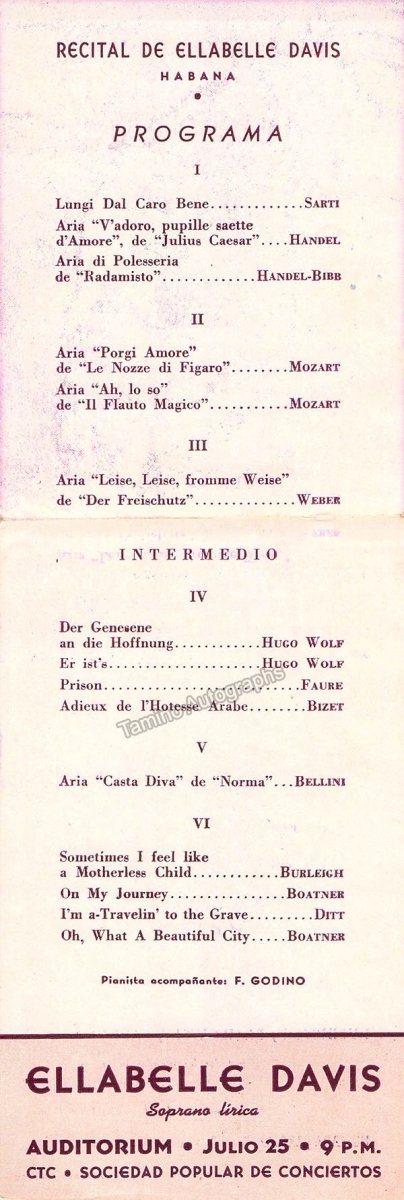 RECITAL DE ELLABELLE DAVIS
HABANA
PROGRAMA
I
Lungi Dal Caro Bene............SARTI
Aria "V'adoro, pupille saette
d'Amore", de "Julius Caesar"....HANDEL
Aria di Polesseria
de "Radamisto".............HANDEL-BIBB
II
Aria "Porgi Amore"
de "Le Nozze di Figaro"........MOZART
Aria "Ah, lo so"
de "Il Flauto Magico"..........MOZART
III
Aria "Leise, Leise, fromme Weise"
de "Der Freischutz".............WEBER
INTERMEDIO
IV
Der Genesene
an die Hoffnung............HUGO WOLF
Er ist's.....................HUGO WOLF
Prison..........................FAURE
Adieux de l'Hotesse Arabe........BIZET
Tamino Autographs
V
Aria "Casta Diva" de "Norma"...BELLINI
VI
Sometimes I feel like
a Motherless Child............BURLEIGH
On My Journey................BOATNER
I'm a-Travelin' to the Grave.........DITT
Oh, What A Beautiful City.....BOATNER
Pianista acompañante: F. GODINO
ELLABELLE DAVIS
Soprano lírica
AUDITORIUM • JULIO 25 • 9 P.M.
CTC • SOCIEDAD POPULAR DE CONCIERTOS